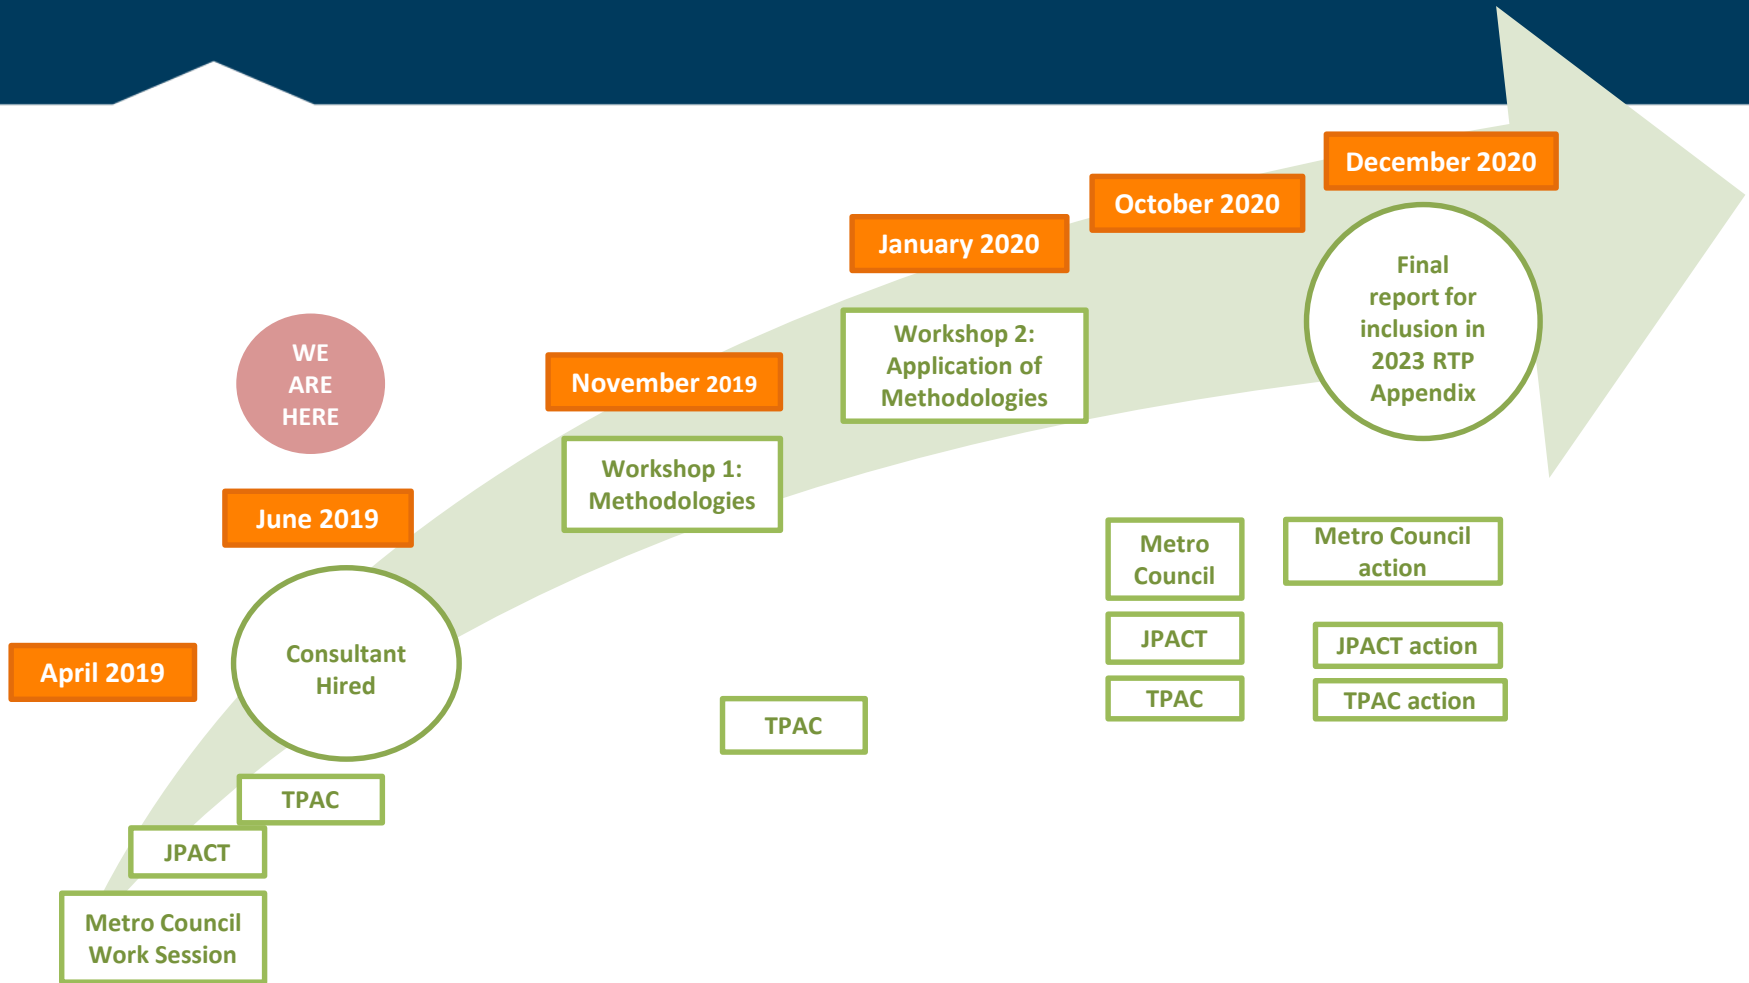 December 2020
October 2020
January 2020
Final
report for
inclusion in
2023 RTP
Appendix
WE
ARE
HERE
Workshop 2:
Application of
Methodologies
November 2019
Workshop 1:
Methodologies
June 2019
Metro
Council
Metro Council
action
Consultant
Hired
JPACT
JPACT action
April 2019
TPAC
TPAC action
TPAC
TPAC
JPACT
Metro Council
Work Session